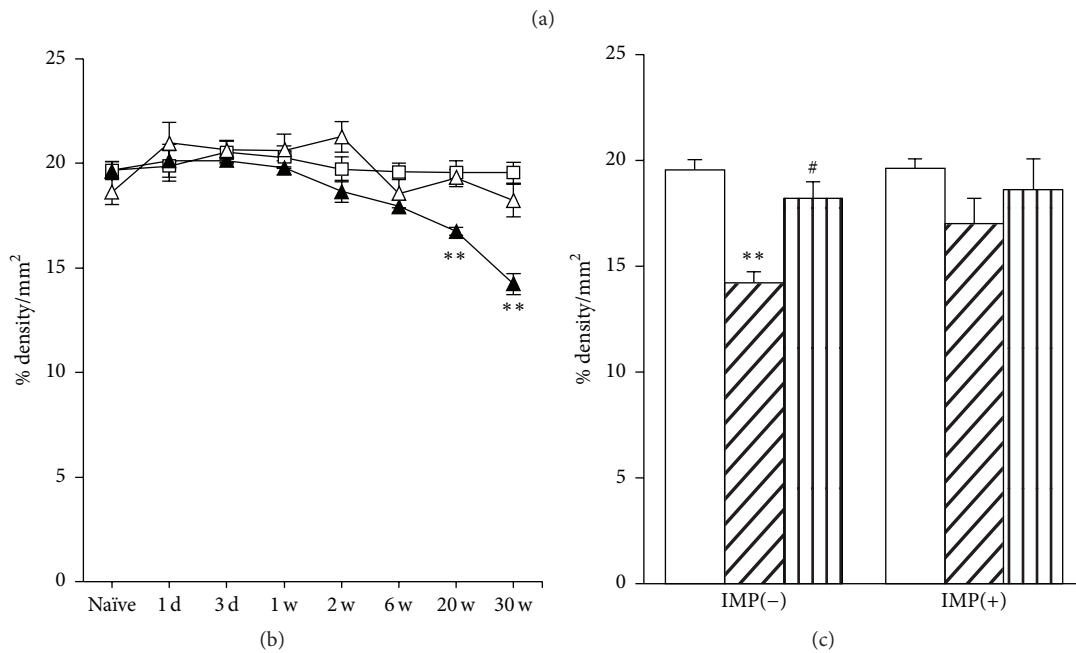 (a)
25
20
15
10
5
0
% density/mm²
**
**
Naïve 1 d 3 d 1 w 2 w 6 w 20 w 30 w
(b)
25
20
15
10
5
0
% density/mm²
**
#
IMP(−) IMP(+)
(c)